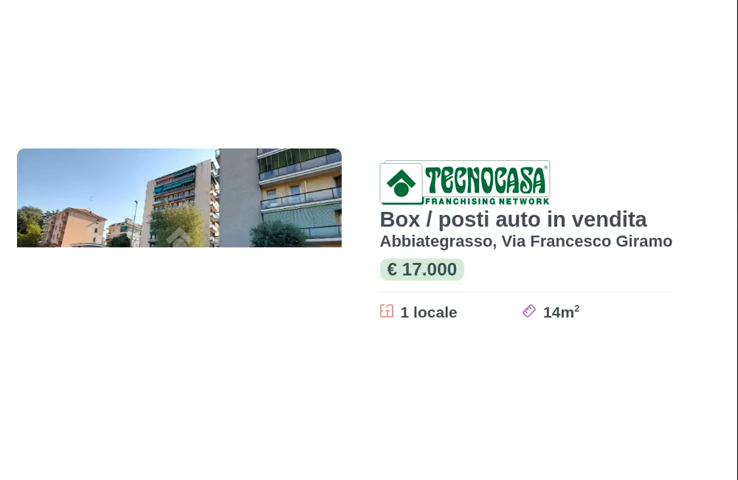 TECNOCASA®
FRANCHISING NETWORK
Box / posti auto in vendita
Abbiategrasso, Via Francesco Giramo
€ 17.000
1 locale
14m²